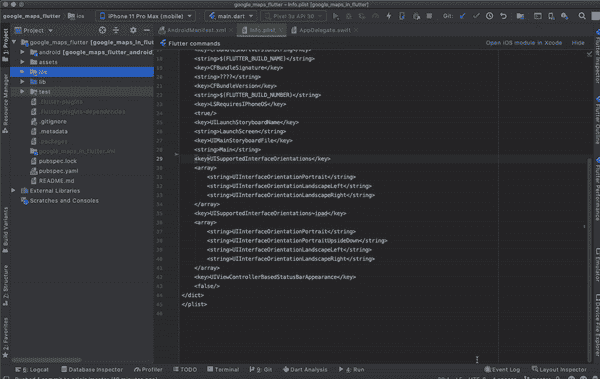 google_maps_flutter – Info.plist
google_maps_in_flutter
iPhone 11 Pro Max (mobile)
main.dart
Pixel 3a API 30
Git:
Project
AndroidManifest.xml
Info.plist
AppDelegate.swift
google_maps_in_flutter [google_maps_in_flu
android [google_maps_flutter_android
assets
ios
lib
test
.flutter-plugins
.flutter-plugins-dependencies
.gitignore
.metadata
.packages
google_maps_in_flutter.iml
pubspec.lock
pubspec.yaml
README.md
External Libraries
Scratches and Consoles
Flutter commands
Open iOS module in Xcode
Hide
<string>$(FLUTTER_BUILD_NAME)</string>
<key>CFBundleSignature</key>
<string>????</string>
<key>CFBundleVersion</key>
<string>$(FLUTTER_BUILD_NUMBER)</string>
<key>LSRequiresIPhoneOS</key>
<true/>
<key>UILaunchStoryboardName</key>
<string>LaunchScreen</string>
<key>UIMainStoryboardFile</key>
<string>Main</string>
29 <key>UISupportedInterfaceOrientations</key>
<array>
<string>UIInterfaceOrientationPortrait</string>
<string>UIInterfaceOrientationLandscapeLeft</string>
<string>UIInterfaceOrientationLandscapeRight</string>
</array>
<key>UISupportedInterfaceOrientations~ipad</key>
<array>
<string>UIInterfaceOrientationPortrait</string>
<string>UIInterfaceOrientationPortraitUpsideDown</string>
<string>UIInterfaceOrientationLandscapeLeft</string>
<string>UIInterfaceOrientationLandscapeRight</string>
</array>
<key>UIViewControllerBasedStatusBarAppearance</key>
<false/>
</dict>
</plist>
1: Project
Resource Manager
Build Variants
Z: Structure
2: Favorites
Flutter Outline
Flutter Performance
Emulator
Device File Explorer
6: Logcat
Database Inspector
Profiler
TODO
Terminal
9: Git
Dart Analysis
4: Run
Event Log
Layout Inspector